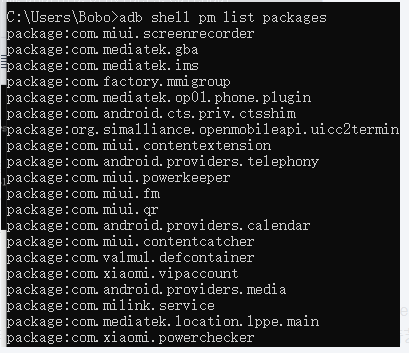 C:\Users\Bobo>adb shell pm list packages
package:com.miui.screenrecorder
package:com.mediatek.gba
package:com.mediatek.ims
package:com.factory.mmigroup
package:com.mediatek.op01.phone.plugin
package:com.android.cts.priv.ctsshim
package:org.simalliance.openmobileapi.uicc2termin
package:com.miui.contentextension
package:com.android.providers.telephony
package:com.miui.powerkeeper
package:com.miui.fm
package:com.miui.qr
package:com.android.providers.calendar
package:com.miui.contentcatcher
package:com.valmul.defcontainer
package:com.xiaomi.vipaccount
package:com.android.providers.media
package:com.milink.service
package:com.mediatek.location.lppe.main
package:com.xiaomi.powerchecker